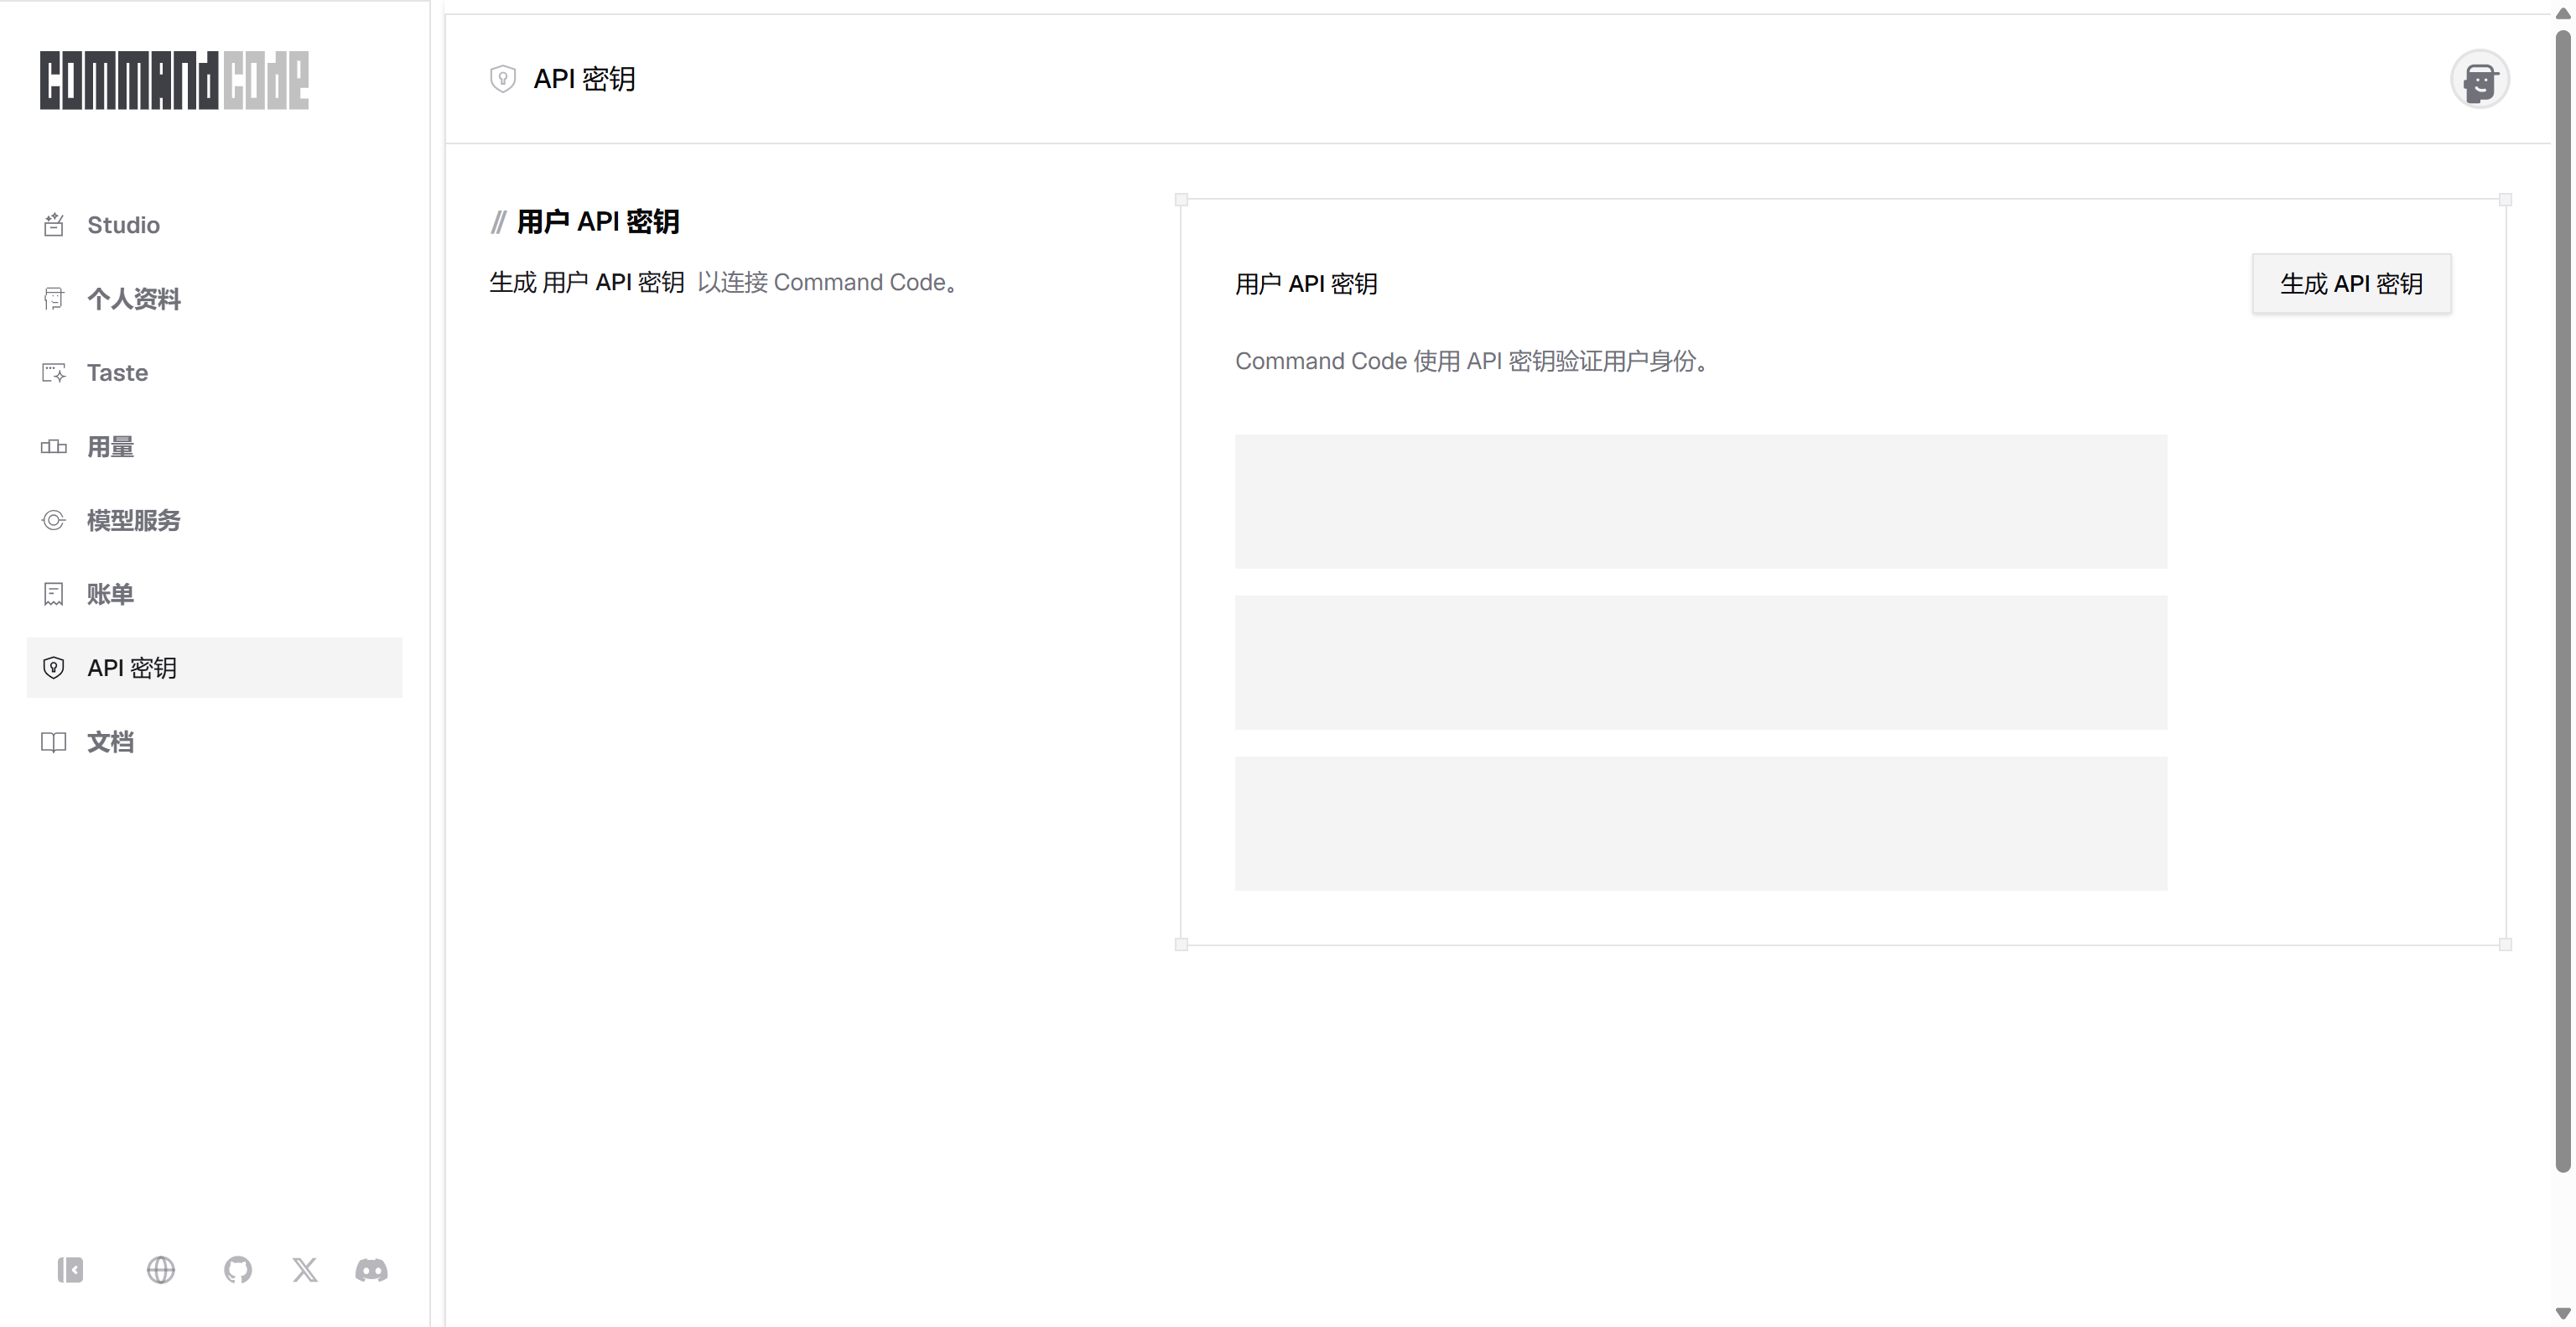 commandcode
Studio
个人资料
Taste
用量
模型服务
账单
API 密钥
文档
API 密钥
// 用户 API 密钥
生成 用户 API 密钥 以连接 Command Code。
用户 API 密钥
生成 API 密钥
Command Code 使用 API 密钥验证用户身份。